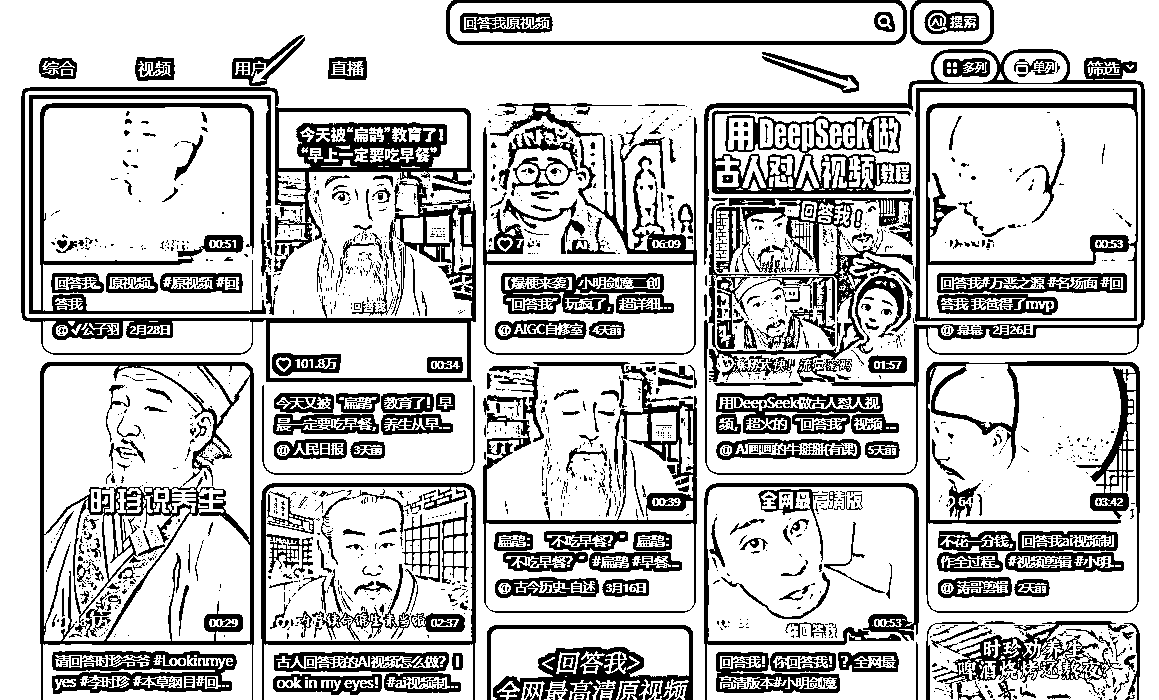 回答我原视频
AI 搜索
综合
视频
用户
直播
多列
单列
筛选
00:51
回答我、原视频、#原视频 #回
答我
@√公子羽 2月28日
今天被“扁鹊”教育了！
“早上一定要吃早餐”
回答我
101.8万
00:34
今天又被“扁鹊”教育了！早
晨一定要吃早餐，养生从早...
@人民日报 3天前
06:09
【爆梗来袭】小明剑魔二创
“回答我”玩疯了，超详细...
@AIGC自修室 4天前
用DeepSeek做
古人怼人视频 教程
回答我！
01:57
用DeepSeek做古人怼人视
频，超火的“回答我”视频...
@AI画画的牛掰掰(有课) 5天前
00:53
回答我#万恶之源 #名场面 #回
答我 我愿得了mvp
2月26日
时珍说养生
00:29
请回答时珍爷爷 #Lookinmye
yes #李时珍 #本草纲目#回...
02:37
古人回答我的AI视频怎么做？l
ook in my eyes！#ai视频制...
00:39
扁鹊：“不吃早餐？”扁鹊：
“不吃早餐？”#扁鹊 #早餐...
@古今历史-自述 3月16日
<回答我>
全网最高清原视频
全网最高清版
00:53
回答我！你回答我！？全网最
高清版本#小明剑魔
03:42
不花一分钱，回答我ai视频制
作全过程。#视频剪辑 #小明...
@涛哥剪辑 2天前
时珍劝养生